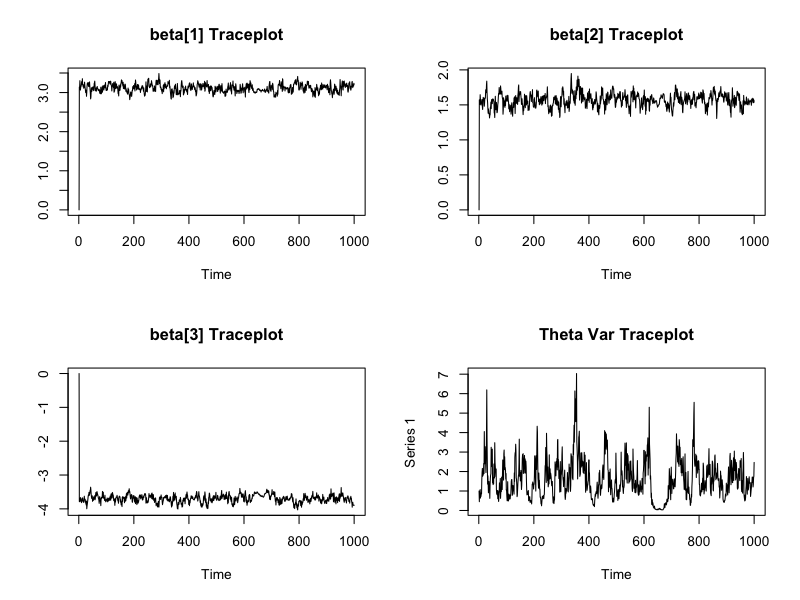 beta[1] Traceplot
0.0 1.0 2.0 3.0
0 200 400 600 800 1000
Time
beta[2] Traceplot
0.0 0.5 1.0 1.5 2.0
0 200 400 600 800 1000
Time
beta[3] Traceplot
-4 -3 -2 -1 0
0 200 400 600 800 1000
Time
Theta Var Traceplot
Series 1
0 1 2 3 4 5 6 7
0 200 400 600 800 1000
Time